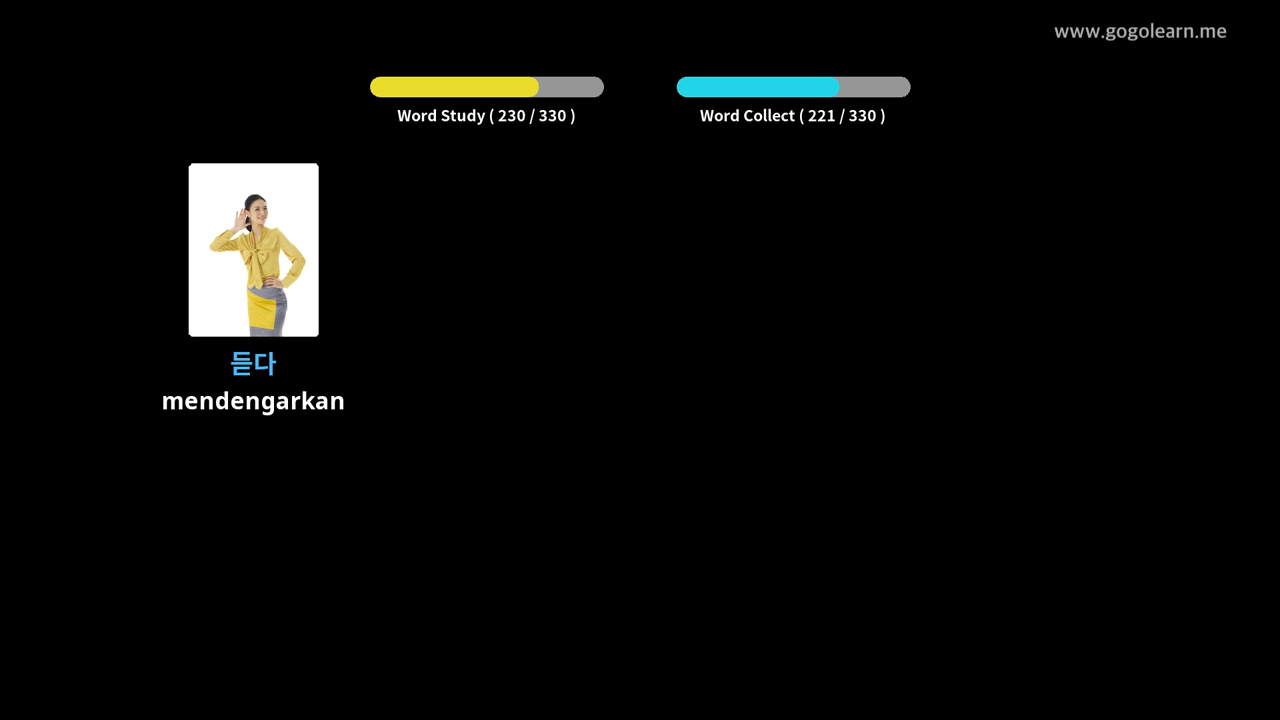 www.gogolearn.me
Word Study ( 230 / 330 )
Word Collect ( 221 / 330 )
듣다
mendengarkan